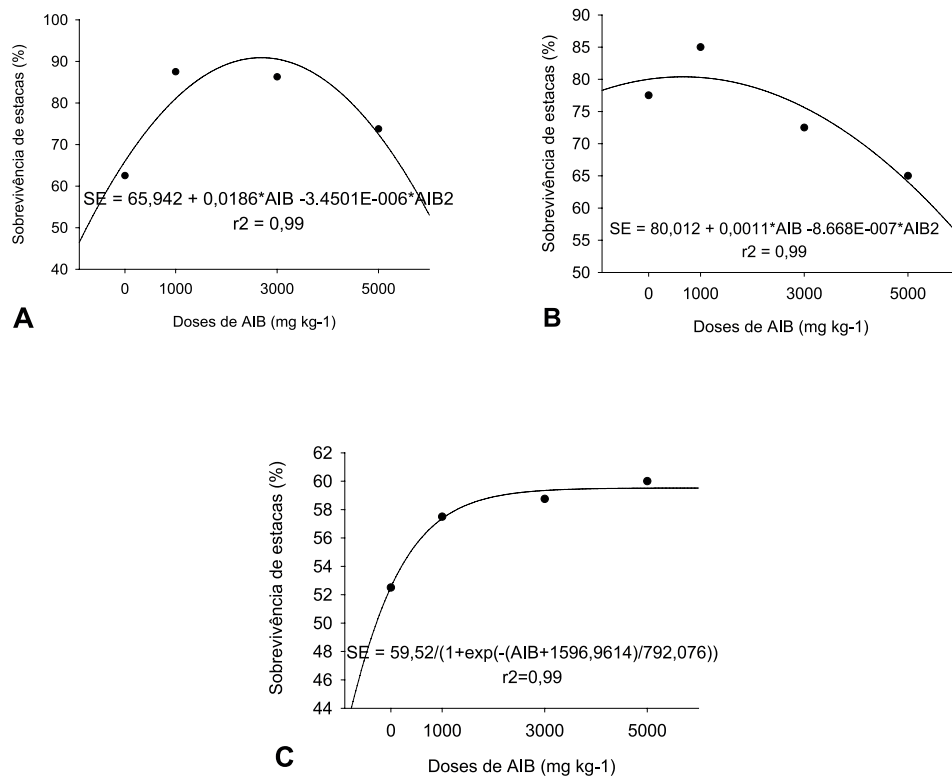 Sobrevivência de estacas (%)
100
90
80
70
60
50
40
SE = 65,942 + 0,0186*AIB -3.4501E-006*AIB2
r2 = 0,99
0 1000 3000 5000
Doses de AIB (mg kg-1)
A
Sobrevivência de estacas (%)
90
85
80
75
70
65
60
55
50
SE = 80,012 + 0,0011*AIB -8.668E-007*AIB2
r2 = 0,99
0 1000 3000 5000
Doses de AIB (mg kg-1)
B
Sobrevivência de estacas (%)
62
60
58
56
54
52
50
48
46
44
SE = 59,52/(1+exp(-(AIB+1596,9614)/792,076))
r2=0,99
0 1000 3000 5000
Doses de AIB (mg kg-1)
C